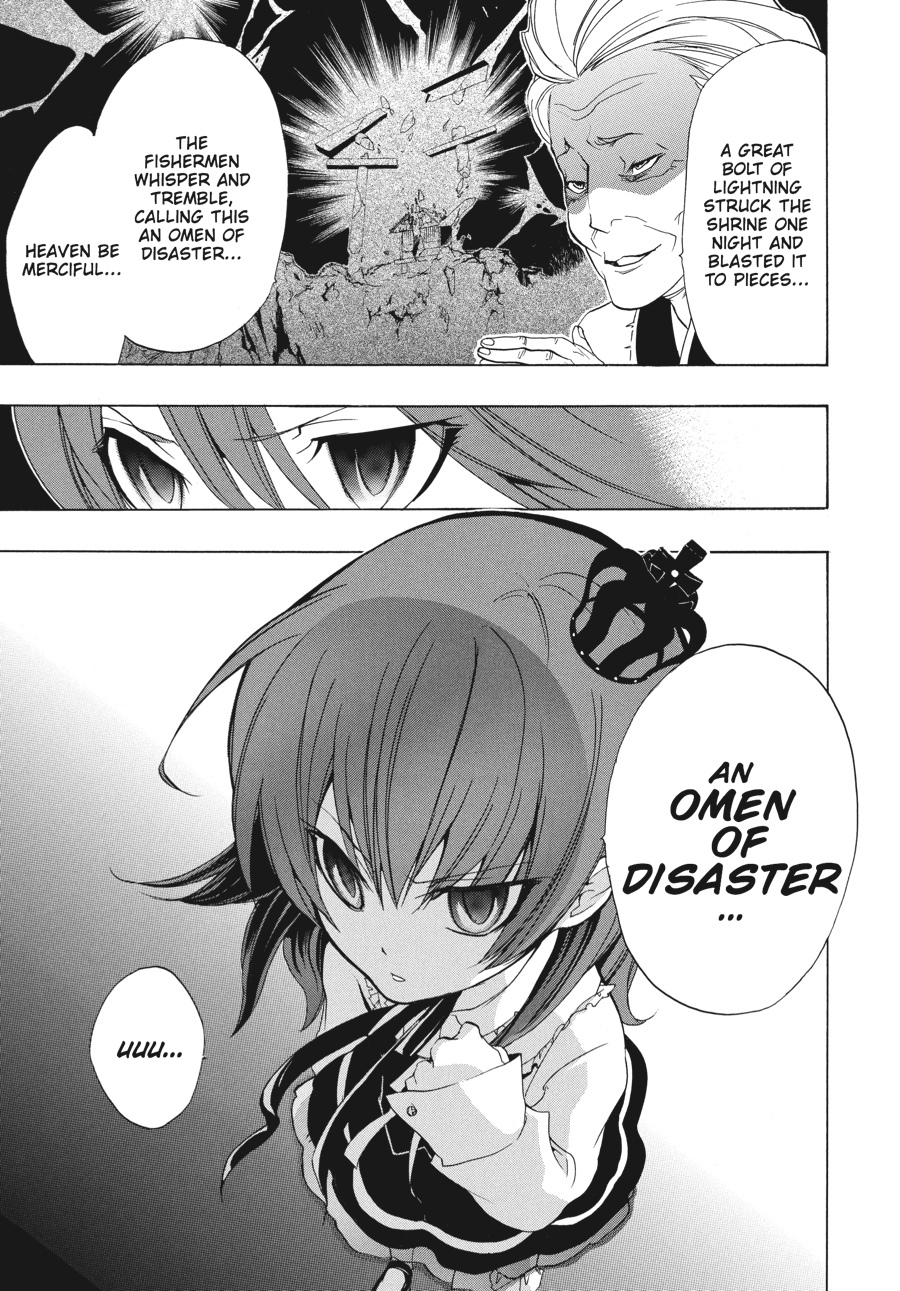 A GREAT
BOLT OF
LIGHTNING
STRUCK THE
SHRINE ONE
NIGHT AND
BLASTED IT
TO PIECES...
THE
FISHERMEN
WHISPER AND
TREMBLE,
CALLING THIS
AN OMEN OF
DISASTER...
HEAVEN BE
MERCIFUL...
AN
OMEN
OF
DISASTER
...
UUU...